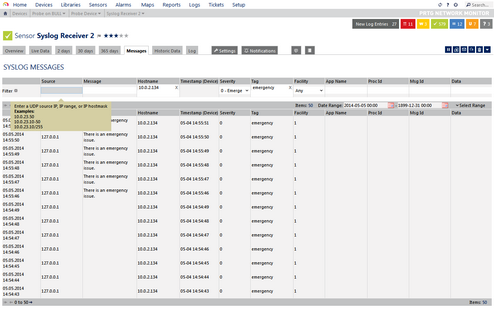 Home Devices Libraries Sensors Alarms Maps Reports Logs Tickets Setup
Search...
Devices Probe Device Syslog Receiver 2
PRTG NETWORK MONITOR
New Log Entries 27
Sensor Syslog Receiver 2
Overview Live Data 2 days 30 days 365 days Messages Historic Data Log Settings Notifications
SYSLOG MESSAGES
Source Message Hostname Timestamp (Device) Severity Tag Facility App Name Proc Id Msg Id Data
Filter 10.0.2.134 X 0 - Emerge emergency X Any
Enter a UDP source IP, IP range, or IP hostmask
Examples:
10.0.23.50
10.0.23.10-50
10.0.23.10/255
Items: 50 Date Range: 2014-05-05 00:00 - 1899-12-31 00:00 Select Range
Hostname Timestamp (Device) Severity Tag Facility App Name Proc Id Msg Id Data
14:55:51 There is an emergency issue. 10.0.2.134 05-04 14:55:51 0 emergency 1
05.05.2014 14:55:50 127.0.0.1 There is an emergency issue. 10.0.2.134 05-04 14:55:50 0 emergency 1
05.05.2014 14:55:49 127.0.0.1 There is an emergency issue. 10.0.2.134 05-04 14:55:49 0 emergency 1
05.05.2014 14:55:47 127.0.0.1 There is an emergency issue. 10.0.2.134 05-04 14:55:47 0 emergency 1
05.05.2014 14:55:46 127.0.0.1 There is an emergency issue. 10.0.2.134 05-04 14:55:46 0 emergency 1
05.05.2014 14:54:49 127.0.0.1 10.0.2.134 05-04 14:54:49 0 emergency 1
05.05.2014 14:54:48 127.0.0.1 10.0.2.134 05-04 14:54:48 0 emergency 1
05.05.2014 14:54:47 127.0.0.1 10.0.2.134 05-04 14:54:47 0 emergency 1
05.05.2014 14:54:46 127.0.0.1 10.0.2.134 05-04 14:54:46 0 emergency 1
05.05.2014 14:54:45 127.0.0.1 10.0.2.134 05-04 14:54:45 0 emergency 1
05.05.2014 14:54:44 127.0.0.1 10.0.2.134 05-04 14:54:44 0 emergency 1
05.05.2014 14:54:43 127.0.0.1 10.0.2.134 05-04 14:54:43 0 emergency 1
0 to 50
Items: 50